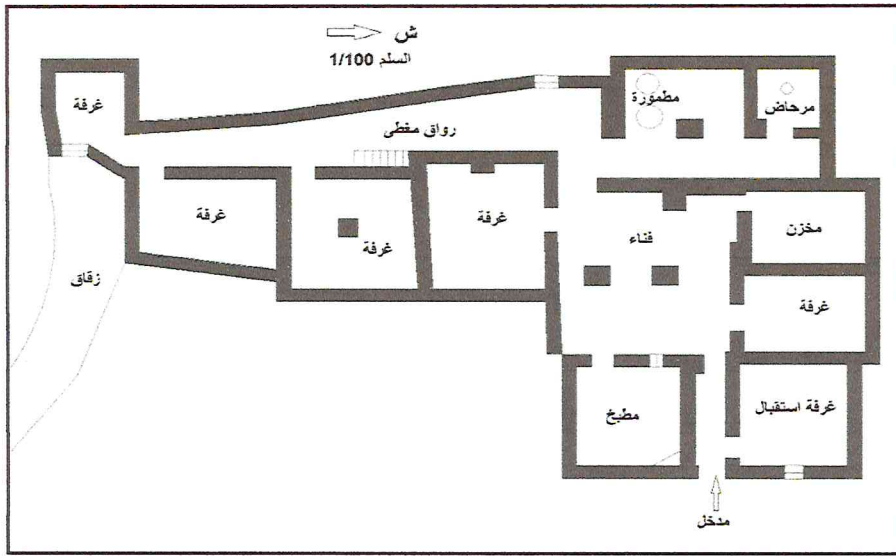 ش
السلم 1/100
غرفة
مطمورة
مرحاض
رواق مغطى
غرفة
غرفة
غرفة
فناء
مخزن
زقاق
غرفة
مطبخ
غرفة استقبال
مدخل